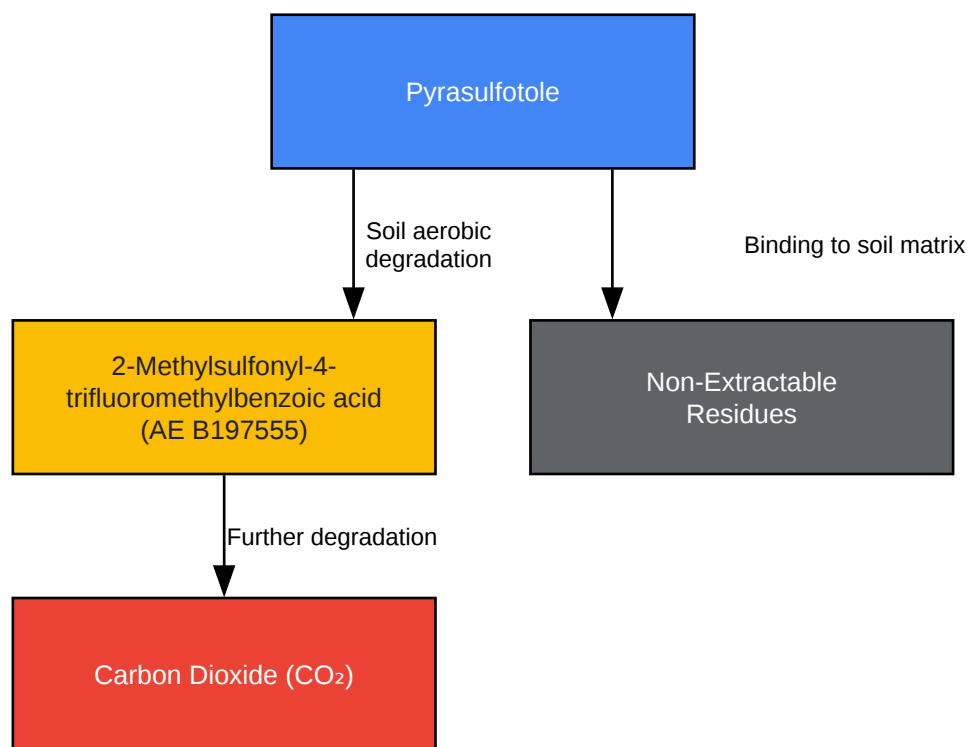 Pyrasulfotole
Soil aerobic
degradation
Binding to soil matrix
2-Methylsulfonyl-4-
trifluoromethylbenzoic acid
(AE B197555)
Non-Extractable
Residues
Further degradation
Carbon Dioxide (CO₂)